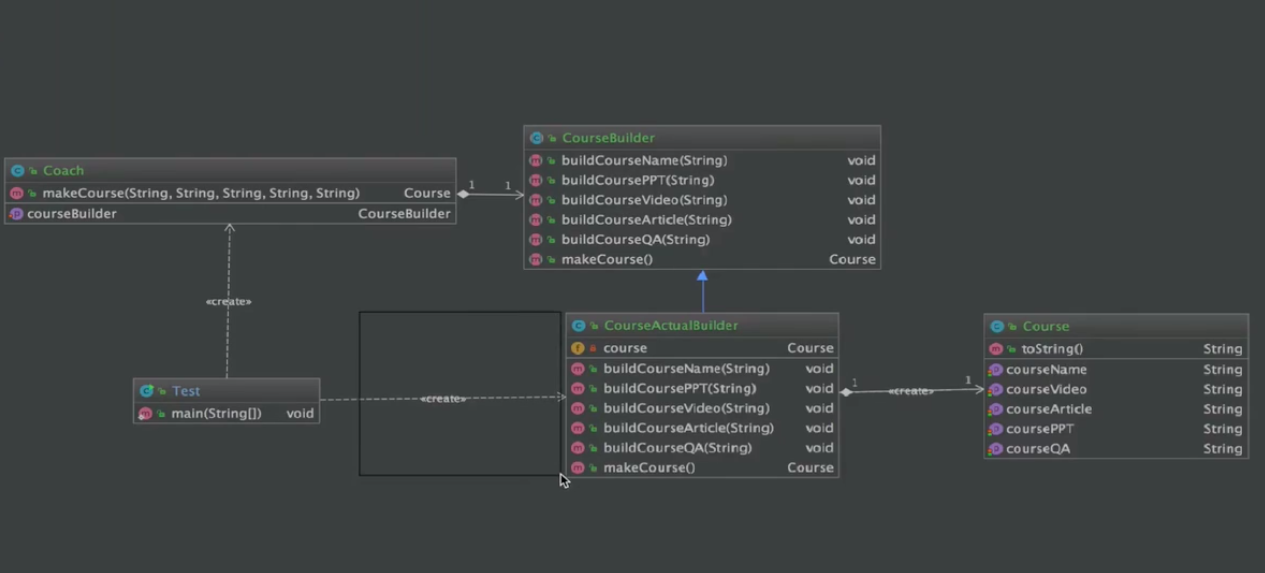 Coach
makeCourse(String, String, String, String, String) Course
courseBuilder CourseBuilder
1 1
CourseBuilder
buildCourseName(String) void
buildCoursePPT(String) void
buildCourseVideo(String) void
buildCourseArticle(String) void
buildCourseQA(String) void
makeCourse() Course
«create»
Test
main(String[]) void
«create»
CourseActualBuilder
course Course
buildCourseName(String) void
buildCoursePPT(String) void
buildCourseVideo(String) void
buildCourseArticle(String) void
buildCourseQA(String) void
makeCourse() Course
1 «create» 1
Course
toString() String
courseName String
courseVideo String
courseArticle String
coursePPT String
courseQA String